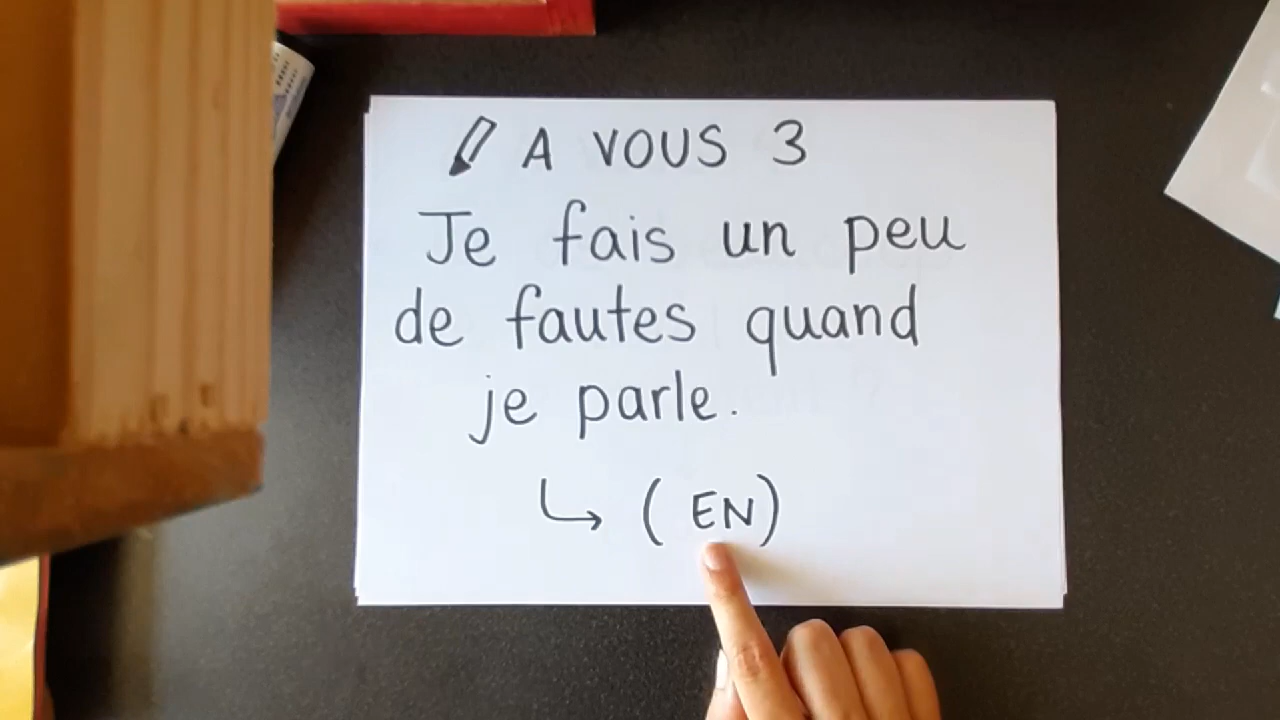 A VOUS 3
Je fais un peu
de fautes quand
je parle.
↳ (EN)